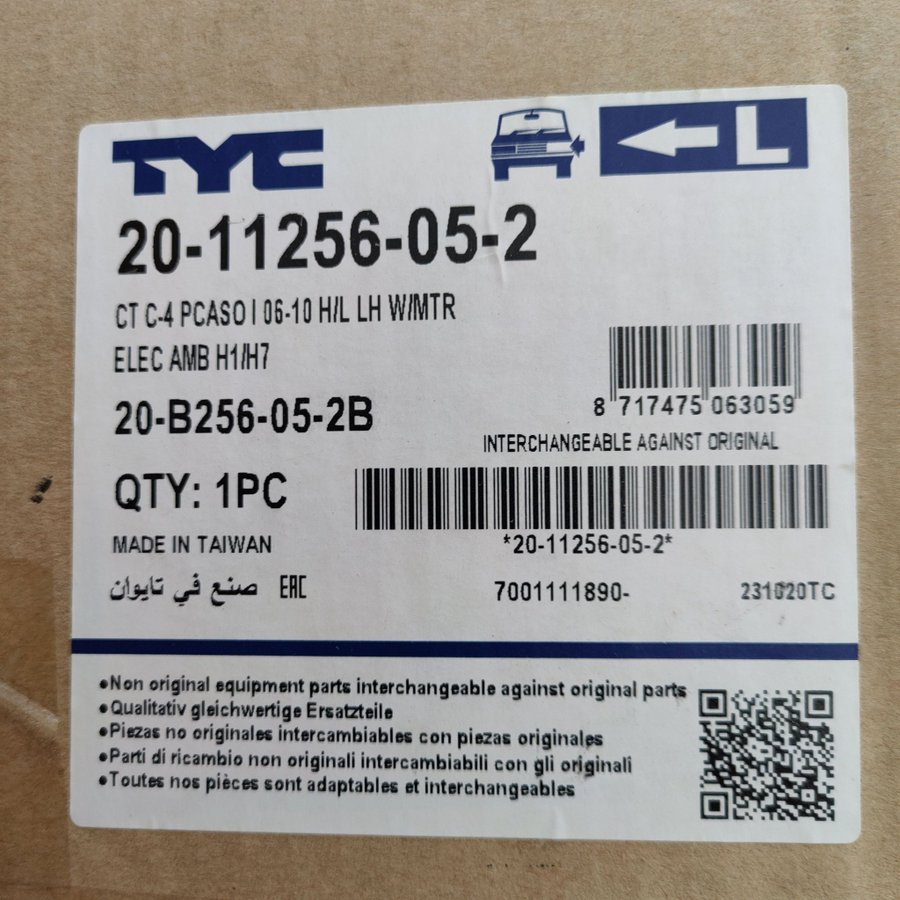 TYC
L
20-11256-05-2
CT C-4 PCASO I 06-10 H/L LH W/MTR
ELEC AMB H1/H7
20-B256-05-2B
8 717475 063059
INTERCHANGEABLE AGAINST ORIGINAL
QTY: 1PC
MADE IN TAIWAN
*20-11256-05-2*
صنع في تايوان EAC
7001111890-
231020TC
•Non original equipment parts interchangeable against original parts
•Qualitativ gleichwertige Ersatzteile
•Piezas no originales intercambiables con piezas originales
•Parti di ricambio non originali intercambiabili con gli originali
•Toutes nos pièces sont adaptables et interchangeables